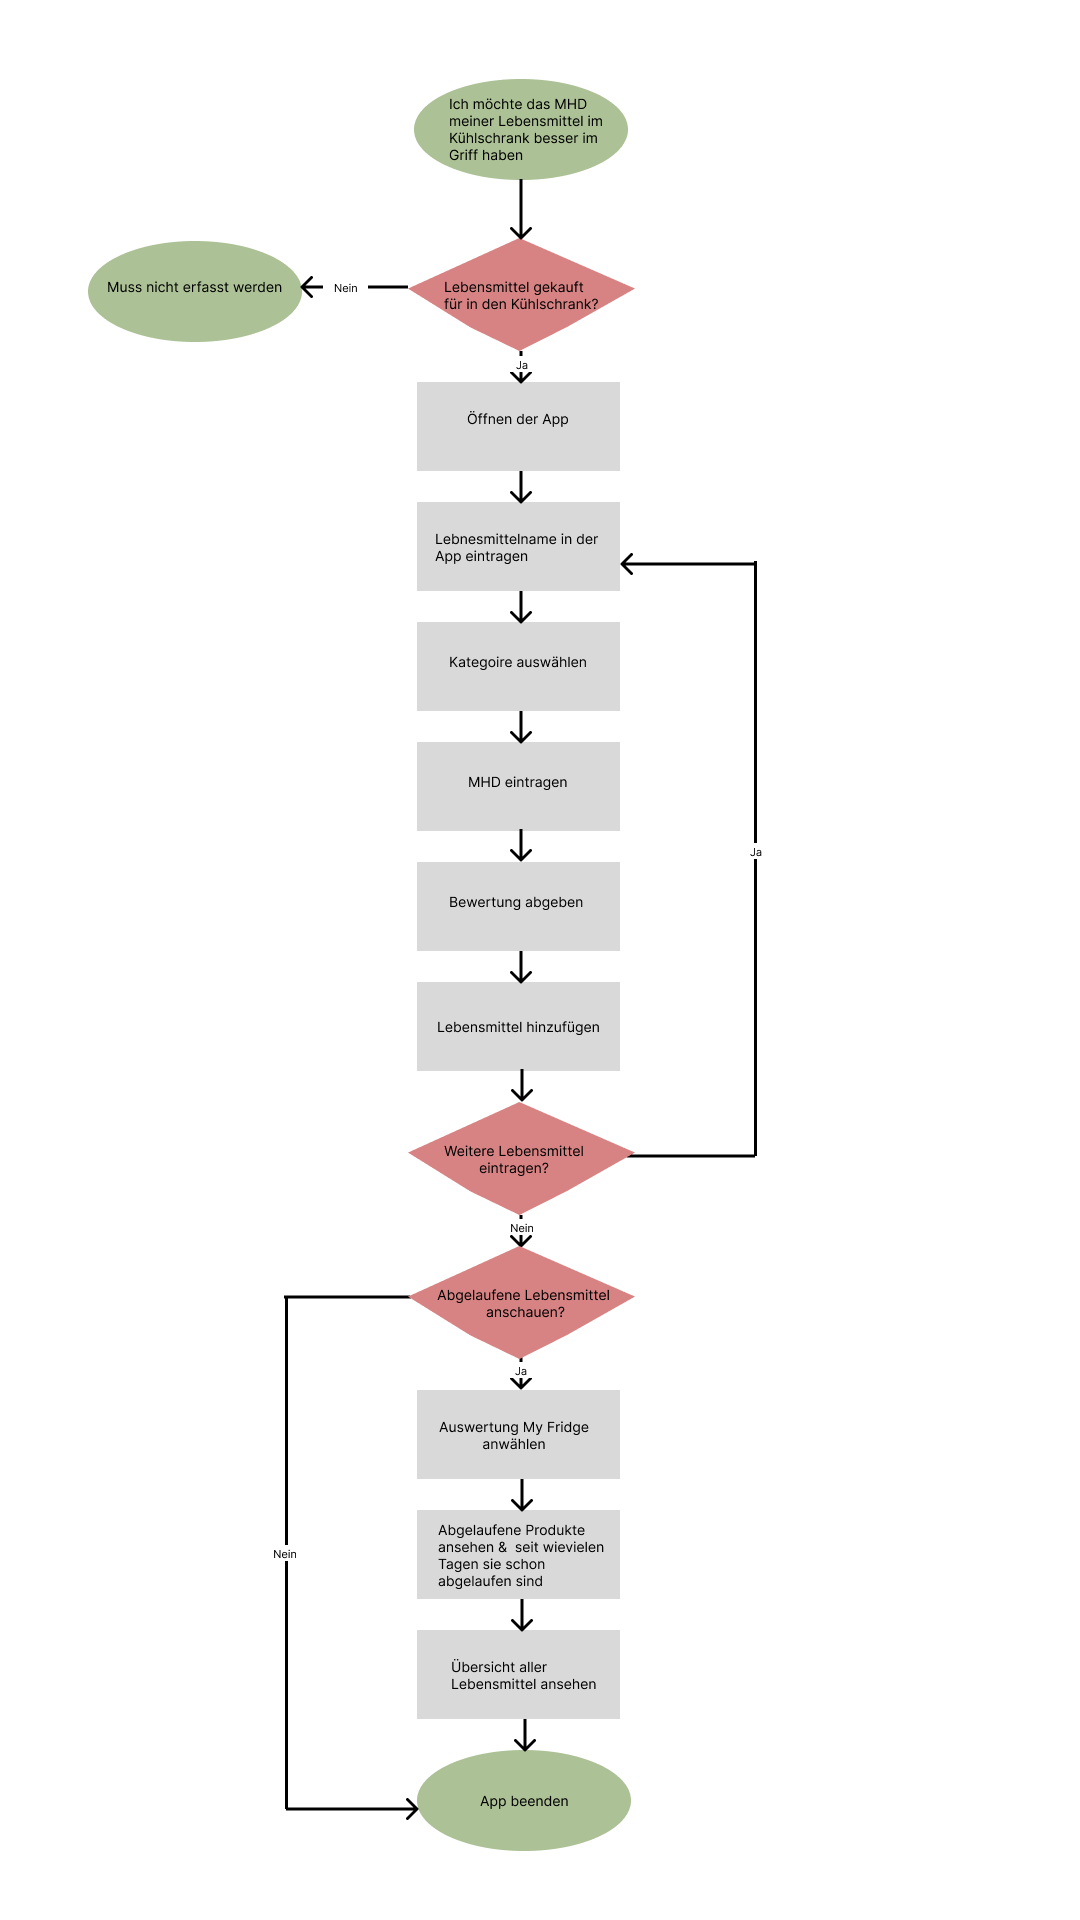 Ich möchte das MHD
meiner Lebensmittel im
Kühlschrank besser im
Griff haben
Muss nicht erfasst werden
Nein
Lebensmittel gekauft
für in den Kühlschrank?
Ja
Öffnen der App
Lebnesmittelname in der
App eintragen
Kategoire auswählen
MHD eintragen
Ja
Bewertung abgeben
Lebensmittel hinzufügen
Weitere Lebensmittel
eintragen?
Nein
Abgelaufene Lebensmittel
anschauen?
Ja
Auswertung My Fridge
anwählen
Abgelaufene Produkte
ansehen & seit wievielen
Tagen sie schon
abgelaufen sind
Nein
Übersicht aller
Lebensmittel ansehen
App beenden